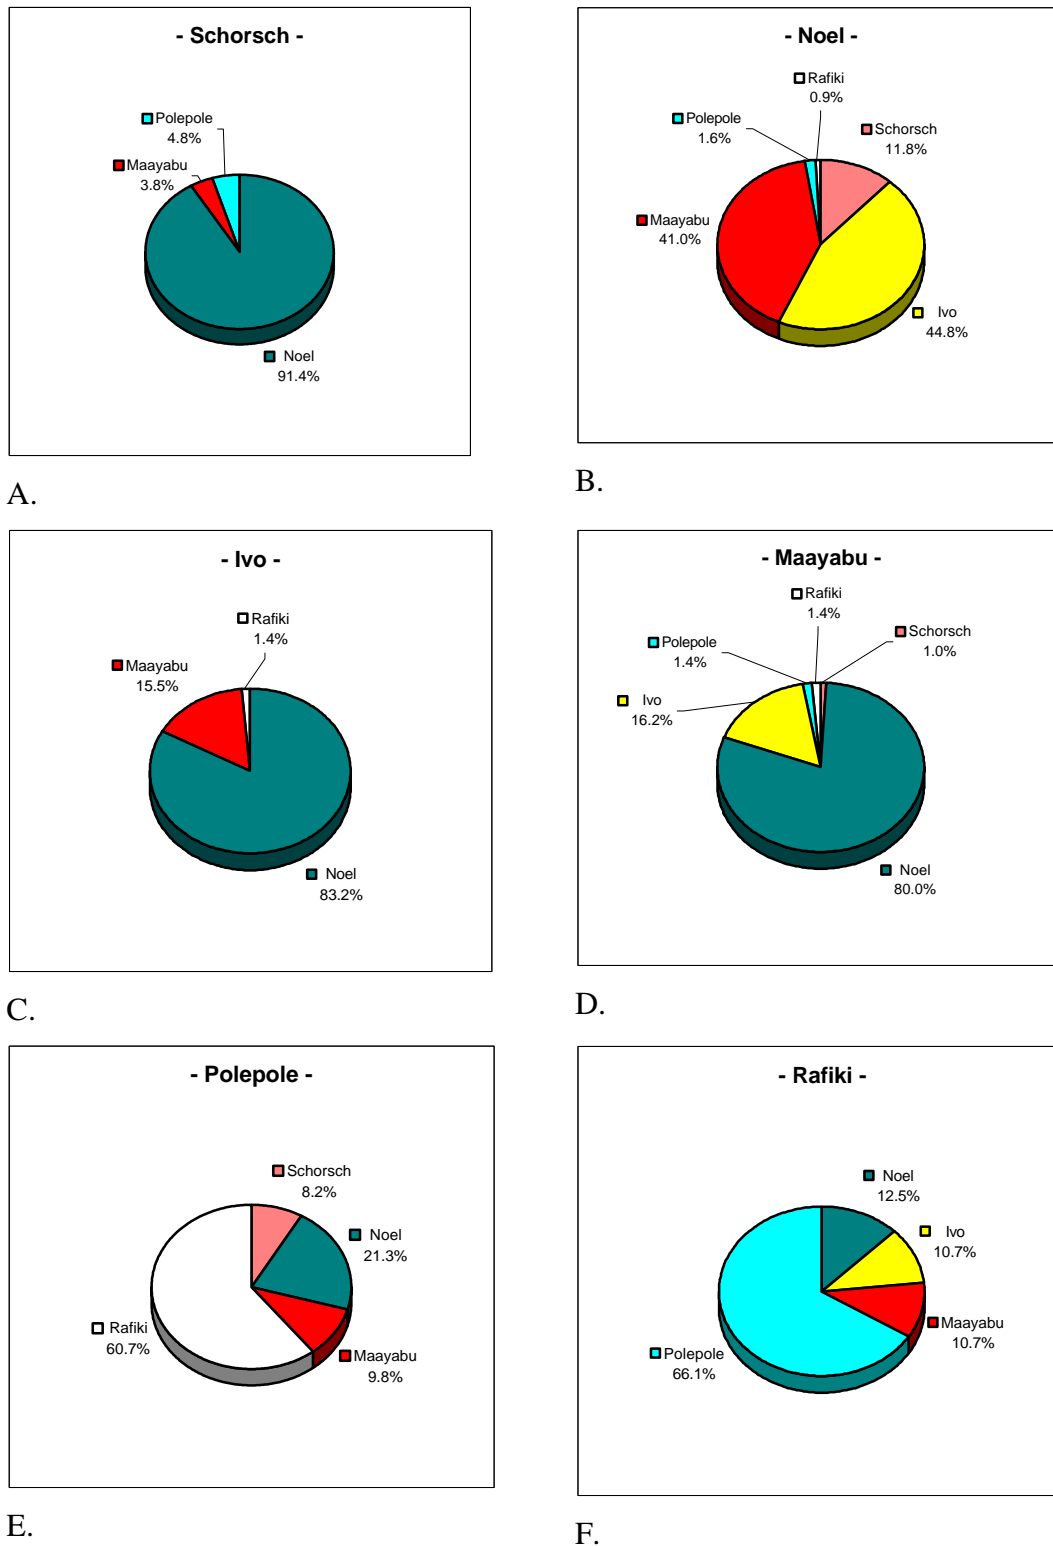 - Schorsch -
Polepole
4.8%
Maayabu
3.8%
Noel
91.4%
A.
- Noel -
Rafiki
0.9%
Polepole
1.6%
Schorsch
11.8%
Maayabu
41.0%
Ivo
44.8%
B.
- Ivo -
Rafiki
1.4%
Maayabu
15.5%
Noel
83.2%
C.
- Maayabu -
Rafiki
1.4%
Schorsch
1.0%
Polepole
1.4%
Ivo
16.2%
Noel
80.0%
D.
- Polepole -
Schorsch
8.2%
Noel
21.3%
Rafiki
60.7%
Maayabu
9.8%
E.
- Rafiki -
Noel
12.5%
Ivo
10.7%
Maayabu
10.7%
Polepole
66.1%
F.